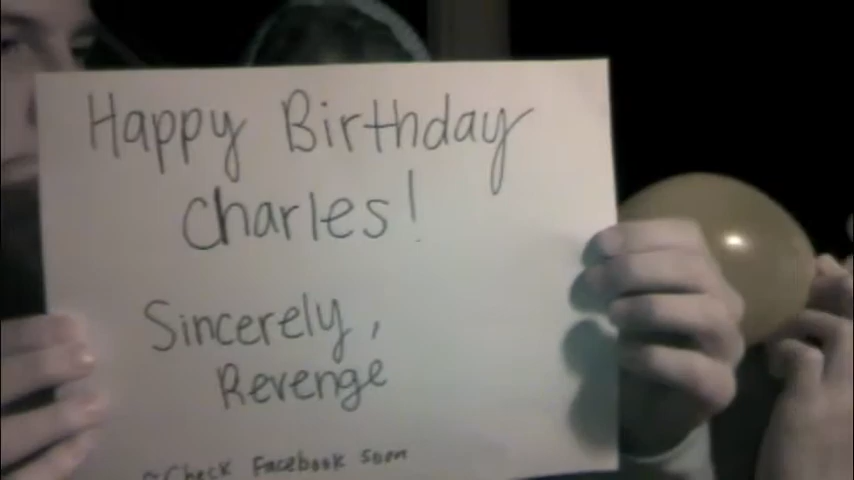 Happy Birthday
Charles!
Sincerely,
Revenge
~Check Facebook Soon